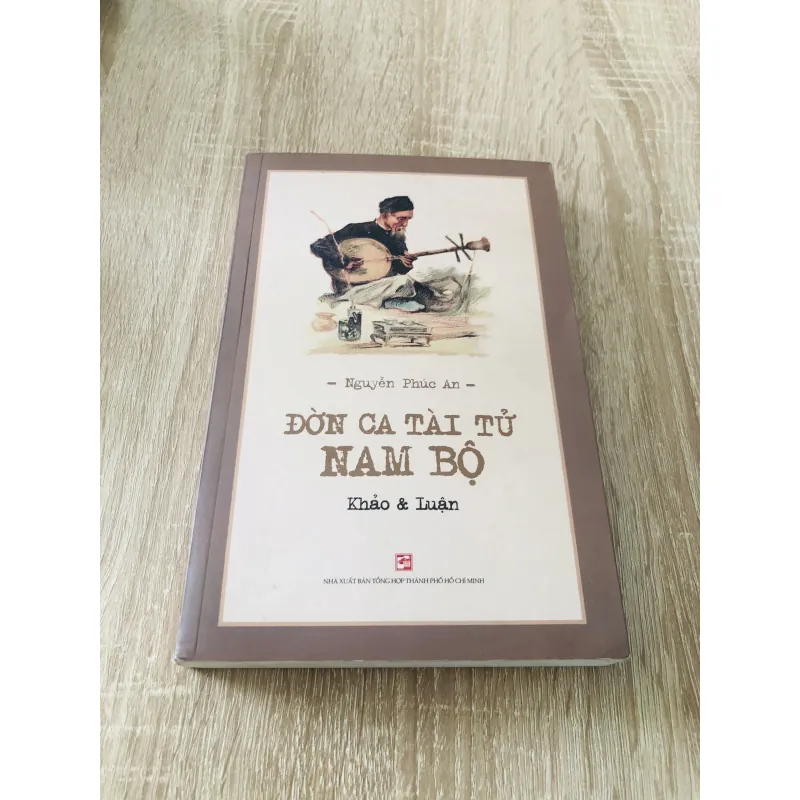 – Nguyễn Phúc An –
ĐỜN CA TÀI TỬ
NAM BỘ
Khảo & Luận
NHÀ XUẤT BẢN TỔNG HỢP THÀNH PHỐ HỒ CHÍ MINH